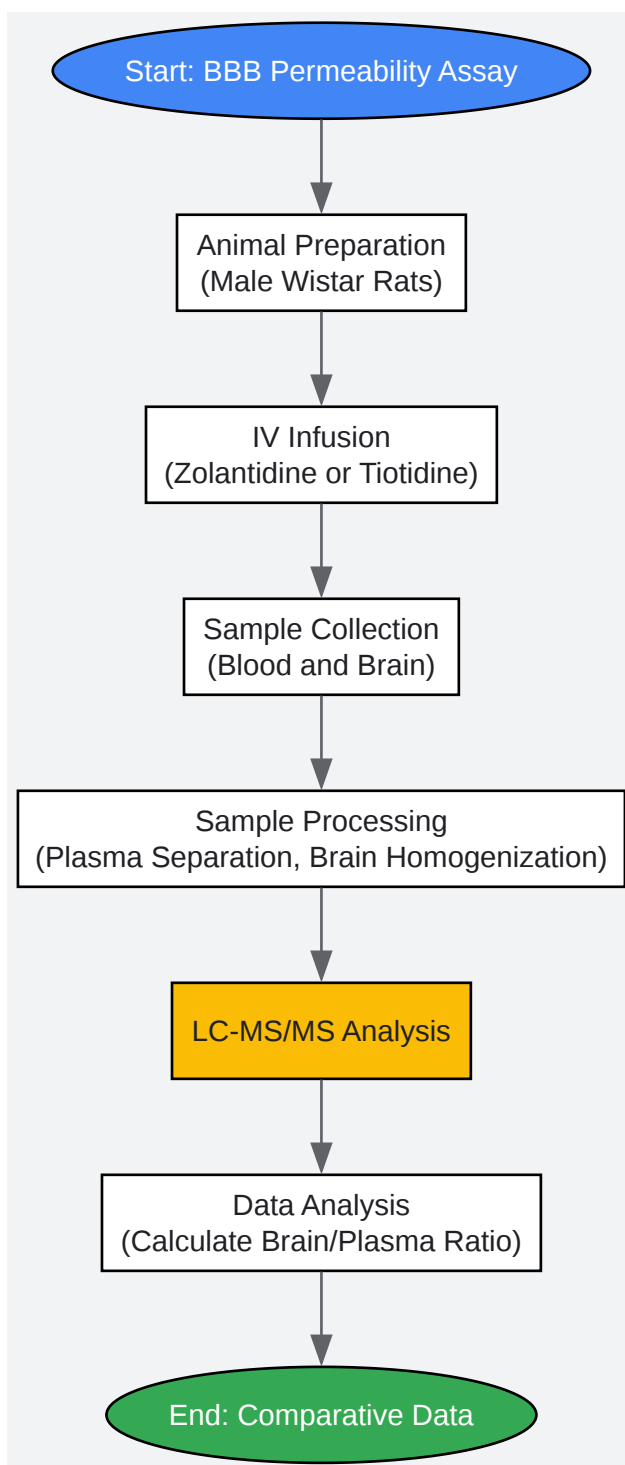 Start: BBB Permeability Assay
Animal Preparation
(Male Wistar Rats)
IV Infusion
(Zolantidine or Tiotidine)
Sample Collection
(Blood and Brain)
Sample Processing
(Plasma Separation, Brain Homogenization)
LC-MS/MS Analysis
Data Analysis
(Calculate Brain/Plasma Ratio)
End: Comparative Data